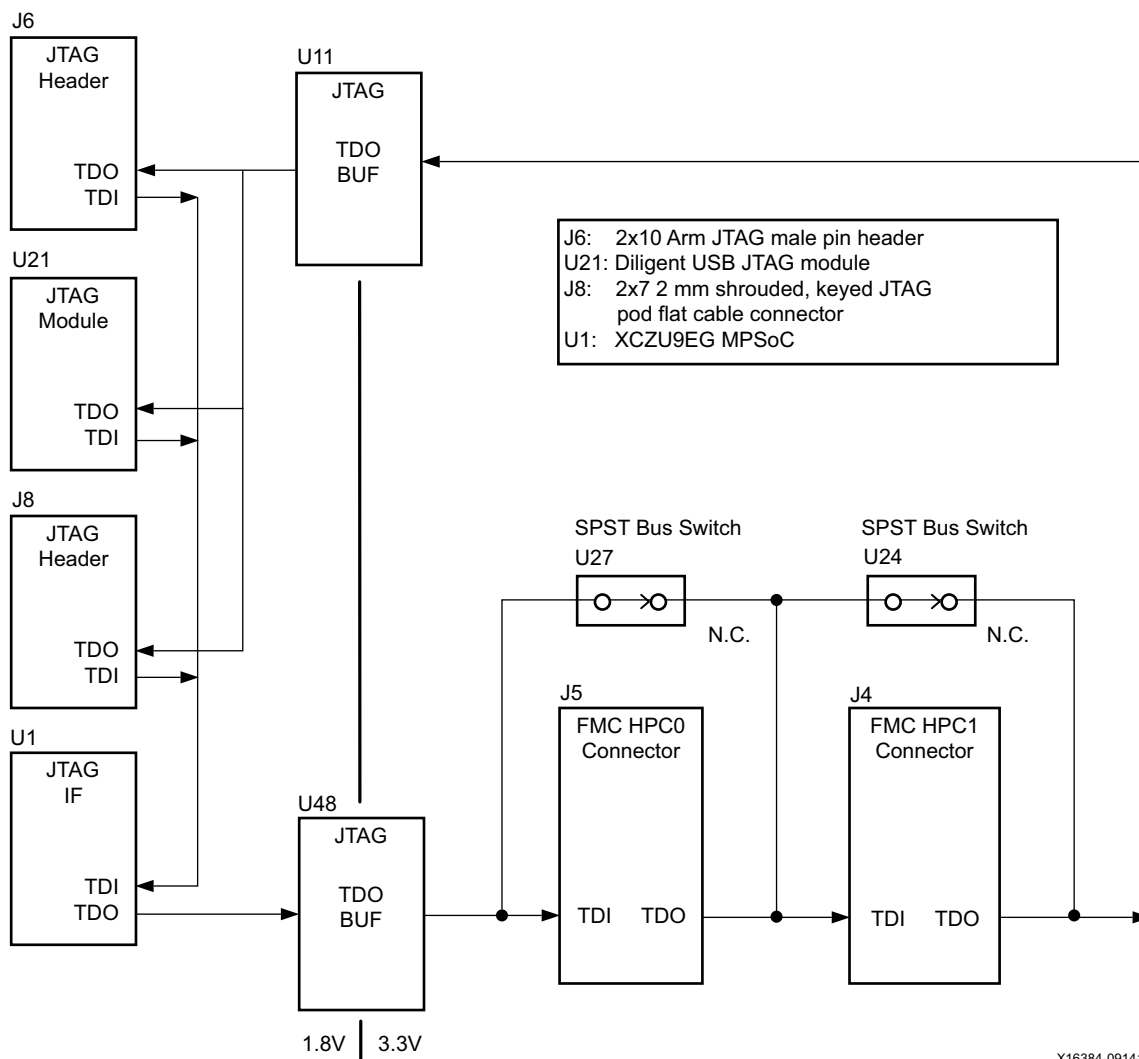 J6
JTAG
Header
TDO
TDI
U11
JTAG
TDO
BUF
J6: 2x10 Arm JTAG male pin header
U21: Diligent USB JTAG module
J8: 2x7 2 mm shrouded, keyed JTAG
pod flat cable connector
U1: XCZU9EG MPSoC
U21
JTAG
Module
TDO
TDI
J8
JTAG
Header
TDO
TDI
SPST Bus Switch
U27
N.C.
SPST Bus Switch
U24
N.C.
U1
JTAG
IF
TDI
TDO
U48
JTAG
TDO
BUF
J5
FMC HPC0
Connector
TDI TDO
J4
FMC HPC1
Connector
TDI TDO
1.8V 3.3V